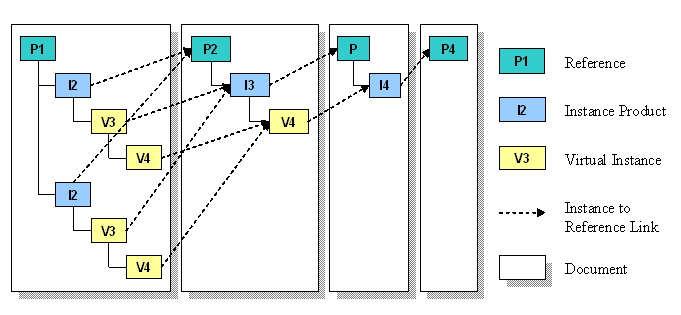 P1
I2
V3
V4
I2
V3
V4
P2
I3
V4
P
I4
P4
P1 Reference
I2 Instance Product
V3 Virtual Instance
Instance to
Reference Link
Document